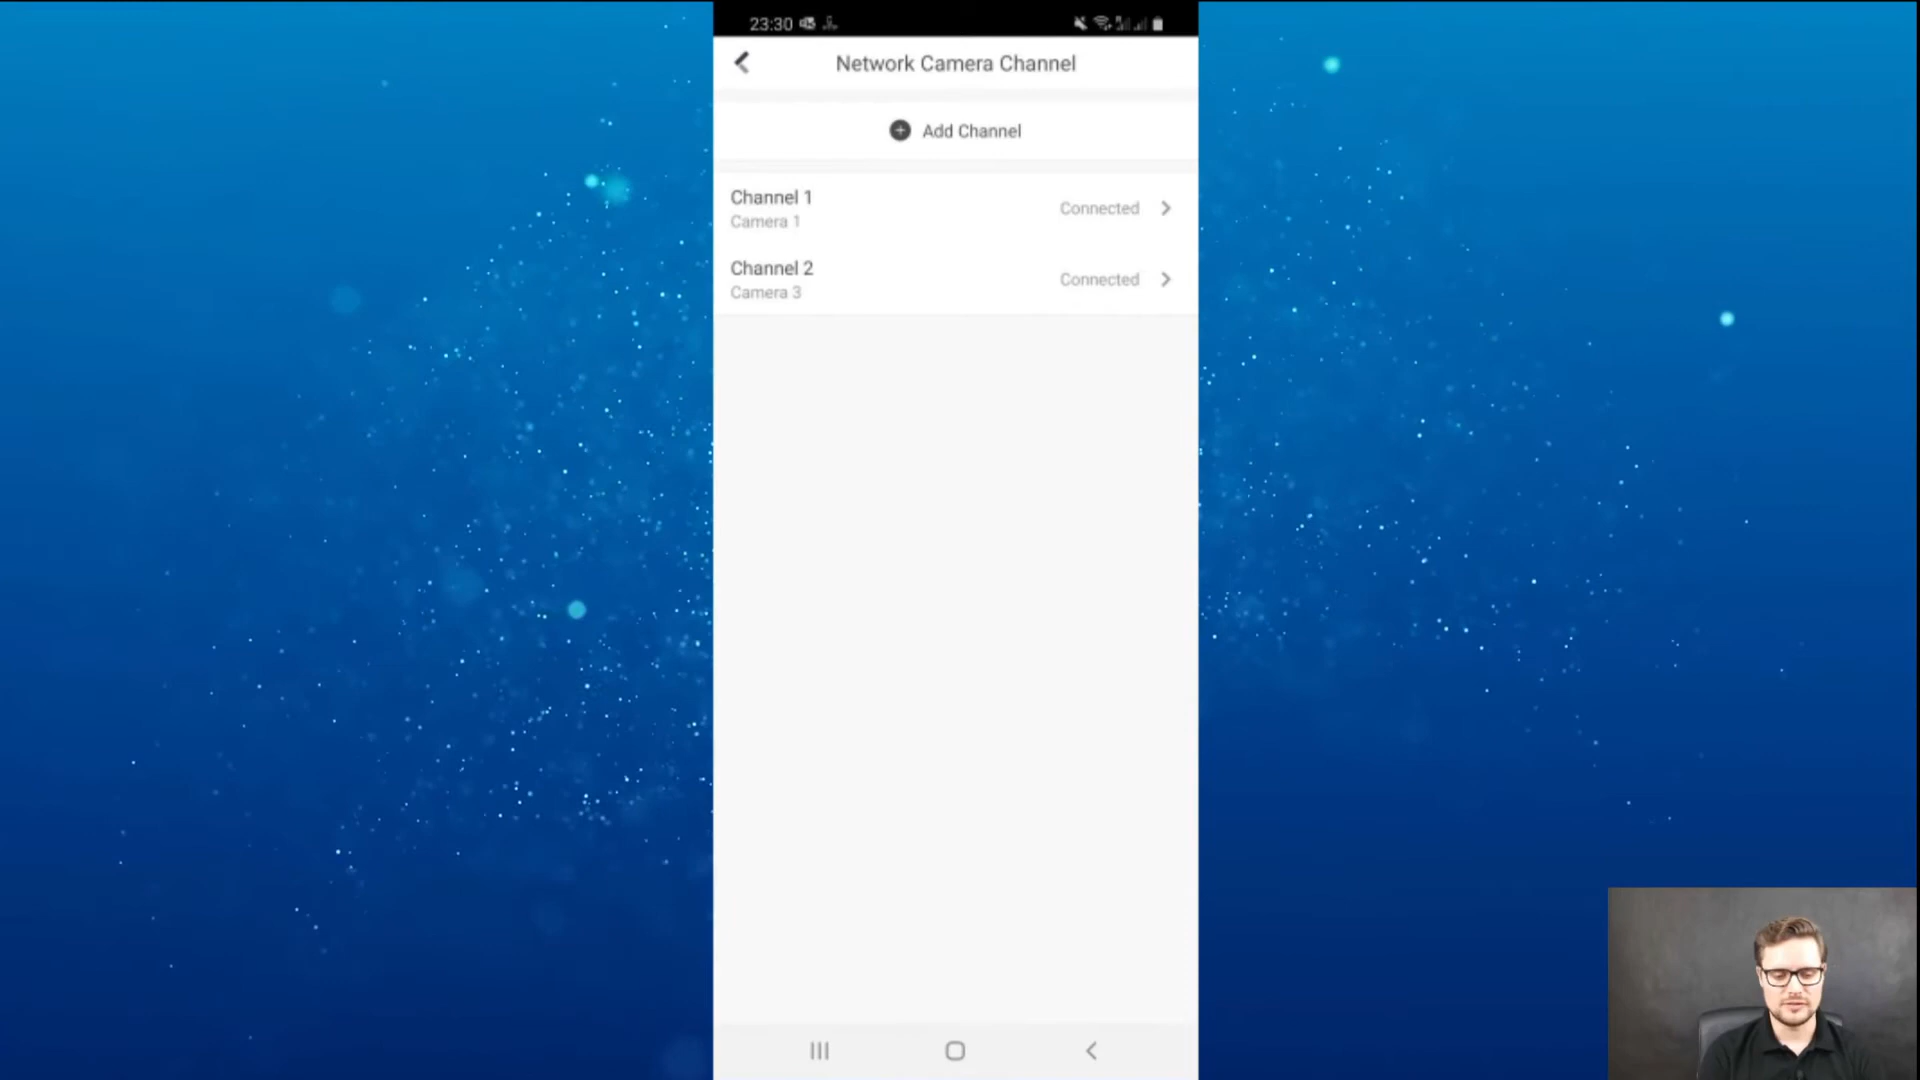 23:30
Network Camera Channel
Add Channel
Channel 1
Camera 1
Connected
Channel 2
Camera 3
Connected